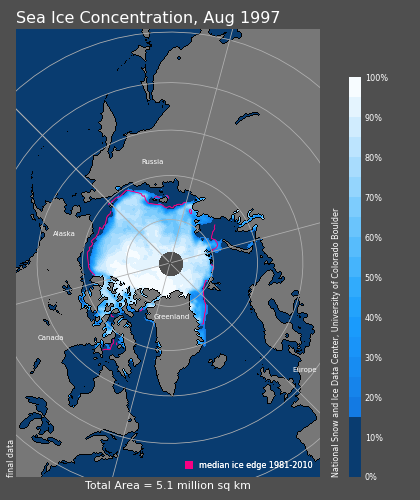 Sea Ice Concentration, Aug 1997
Russia
Alaska
Greenland
Canada
Europe
median ice edge 1981-2010
final data
Total Area = 5.1 million sq km
100%
90%
80%
70%
60%
50%
40%
30%
20%
10%
0%
National Snow and Ice Data Center, University of Colorado Boulder